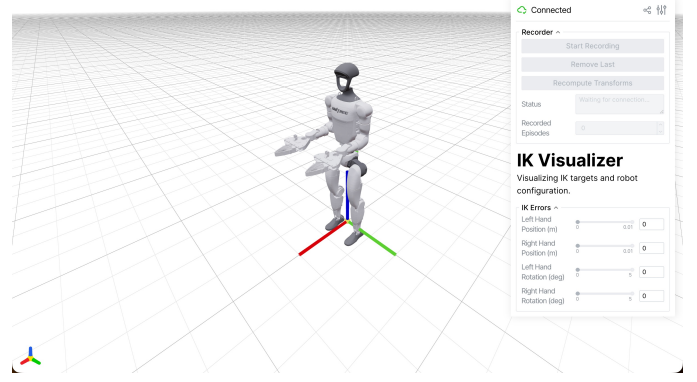 Connected
Recorder
Start Recording
Remove Last
Recompute Transforms
Status
Waiting for connection...
Recorded
Episodes
0
IK Visualizer
Visualizing IK targets and robot
configuration.
IK Errors
Left Hand
Position (m)
0
0.01
0
Right Hand
Position (m)
0
0.01
0
Left Hand
Rotation (deg)
0
5
0
Right Hand
Rotation (deg)
0
5
0